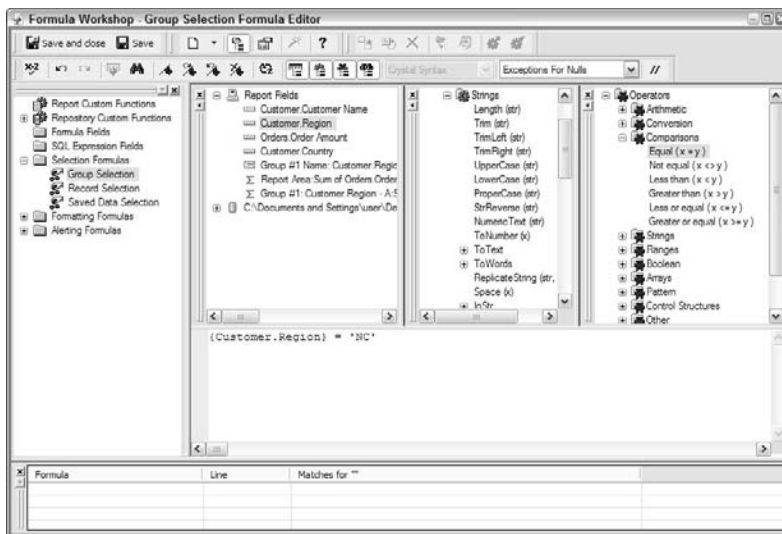 Formula Workshop - Group Selection Formula Editor
Save and close Save
Crystal Syntax Exceptions For Nulls //
Report Custom Functions
Repository Custom Functions
Formula Fields
SQL Expression Fields
Selection Formulas
Group Selection
Record Selection
Saved Data Selection
Formatting Formulas
Alerting Formulas
Report Fields
Customer.Customer Name
Customer.Region
Orders.Order Amount
Customer.Country
Group #1 Name: Customer.Regic
Report Area:Sum of Orders.Order
Group #1: Customer.Region - A:S
C:\Documents and Settings\user\De
Strings
Length (str)
Trim (str)
TrimLeft (str)
TrimRight (str)
UpperCase (str)
LowerCase (str)
ProperCase (str)
StrReverse (str)
NumericText (str)
ToNumber (x)
ToText
ToWords
ReplicateString (str,
Space (x)
InStr
Operators
Arithmetic
Conversion
Comparisons
Equal (x = y)
Not equal (x <> y)
Less than (x < y)
Greater than (x > y)
Less or equal (x <= y)
Greater or equal (x >= y)
Strings
Ranges
Boolean
Arrays
Pattern
Control Structures
Other
{Customer.Region} = 'NC'
Formula Line Matches for ""